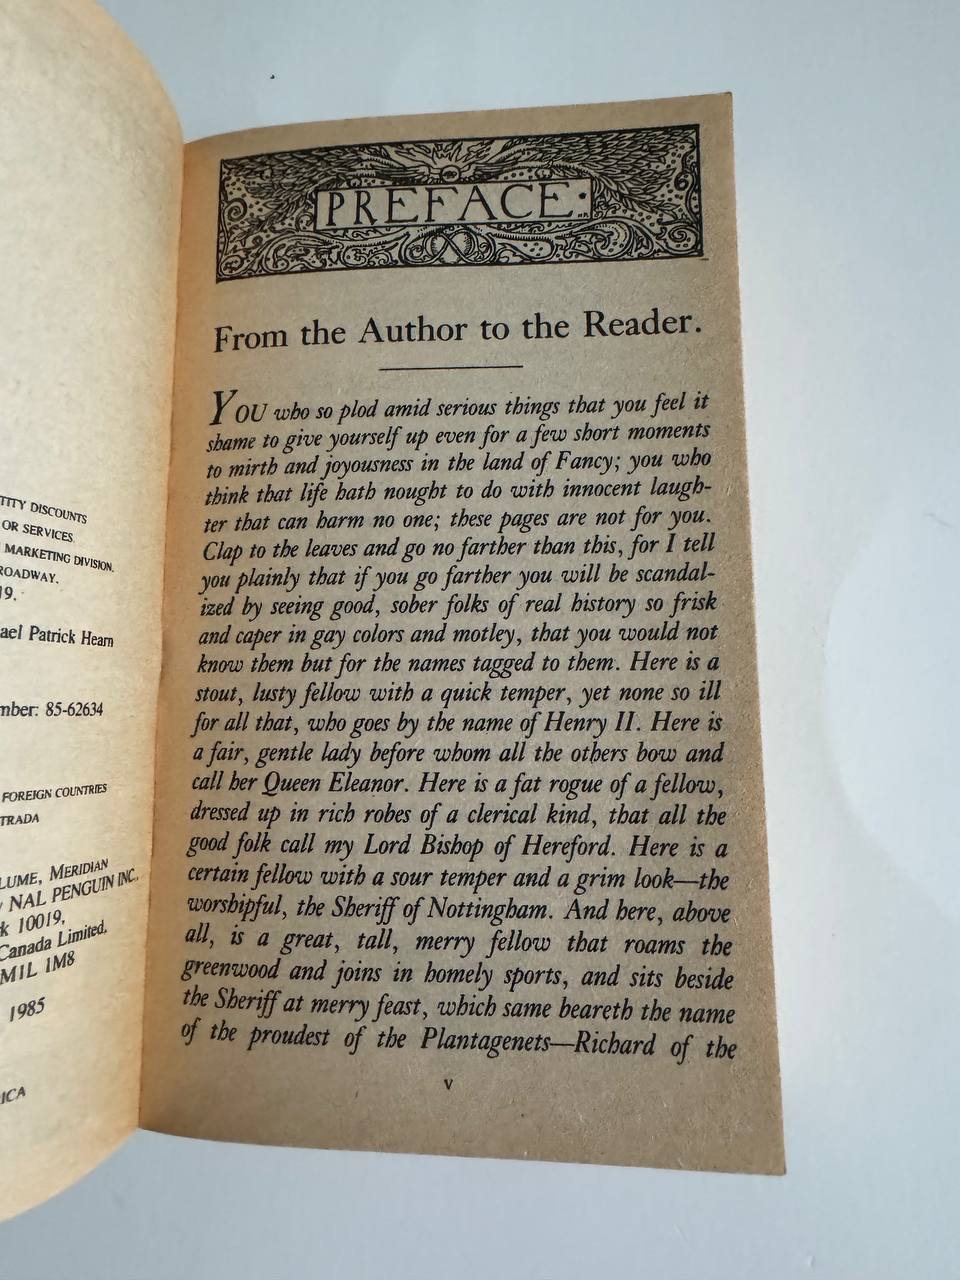 TITY DISCOUNTS
OR SERVICES
MARKETING DIVISION,
ROADWAY,
19.
ael Patrick Hearn
mber: 85-62634
FOREIGN COUNTRIES
TRADA
LUME, MERIDIAN
NAL PENGUIN INC.,
k 10019,
Canada Limited,
M1L 1M8
1985
ICA
PREFACE
From the Author to the Reader.
YOU who so plod amid serious things that you feel it
shame to give yourself up even for a few short moments
to mirth and joyousness in the land of Fancy; you who
think that life hath nought to do with innocent laugh-
ter that can harm no one; these pages are not for you.
Clap to the leaves and go no farther than this, for I tell
you plainly that if you go farther you will be scandal-
ized by seeing good, sober folks of real history so frisk
and caper in gay colors and motley, that you would not
know them but for the names tagged to them. Here is a
stout, lusty fellow with a quick temper, yet none so ill
for all that, who goes by the name of Henry II. Here is
a fair, gentle lady before whom all the others bow and
call her Queen Eleanor. Here is a fat rogue of a fellow,
dressed up in rich robes of a clerical kind, that all the
good folk call my Lord Bishop of Hereford. Here is a
certain fellow with a sour temper and a grim look—the
worshipful, the Sheriff of Nottingham. And here, above
all, is a great, tall, merry fellow that roams the
greenwood and joins in homely sports, and sits beside
the Sheriff at merry feast, which same beareth the name
of the proudest of the Plantagenets—Richard of the
v